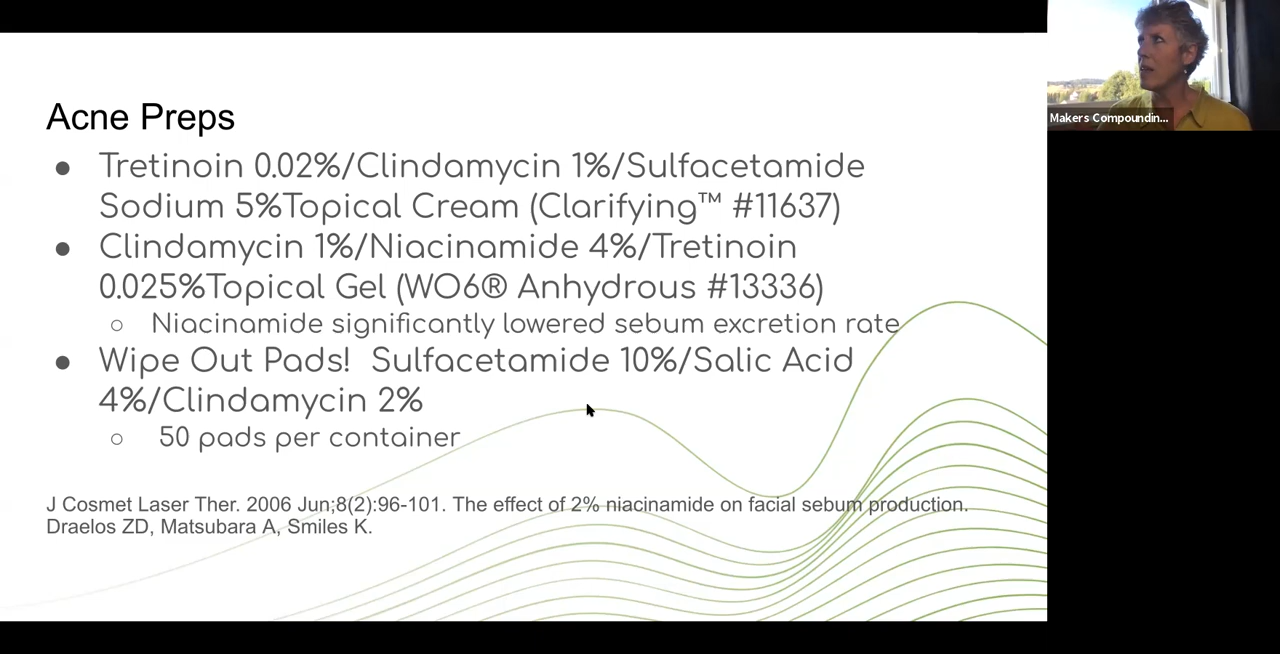 Acne Preps
● Tretinoin 0.02%/Clindamycin 1%/Sulfacetamide
Sodium 5%Topical Cream (Clarifying™ #11637)
● Clindamycin 1%/Niacinamide 4%/Tretinoin
0.025%Topical Gel (WO6® Anhydrous #13336)
○ Niacinamide significantly lowered sebum excretion rate
● Wipe Out Pads!  Sulfacetamide 10%/Salic Acid
4%/Clindamycin 2%
○ 50 pads per container
J Cosmet Laser Ther. 2006 Jun;8(2):96-101. The effect of 2% niacinamide on facial sebum production.
Draelos ZD, Matsubara A, Smiles K.
Makers Compoundin...